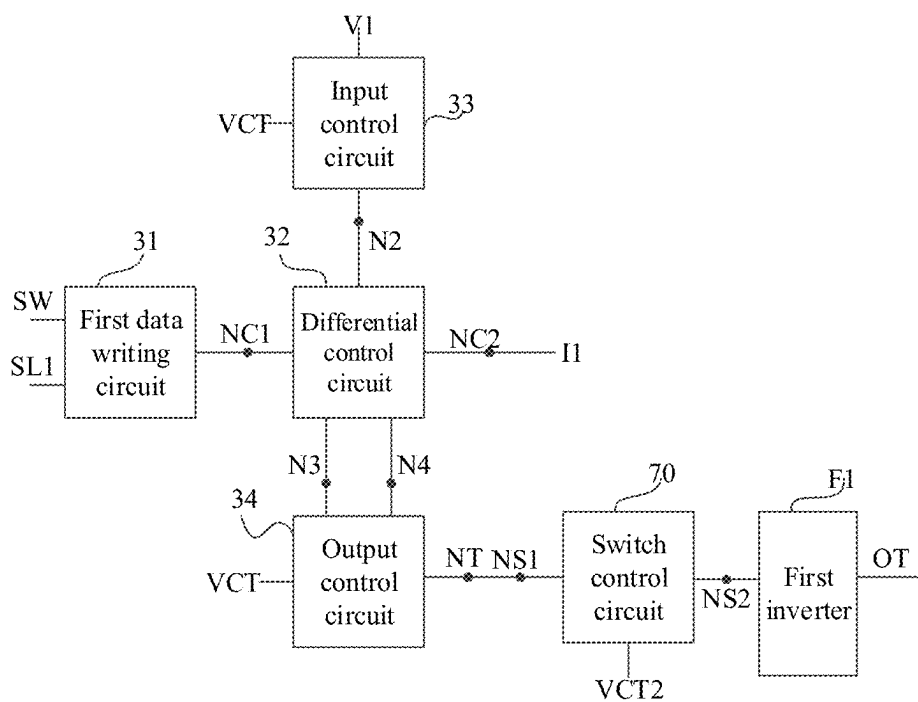 V1
Input
control
circuit
VCT
33
N2
31
32
SW
SL1
First data
writing
circuit
NC1
Differential
control
circuit
NC2
I1
N3
N4
34
VCT
Output
control
circuit
NT
NS1
70
Switch
control
circuit
VCT2
NS2
F1
First
inverter
OT